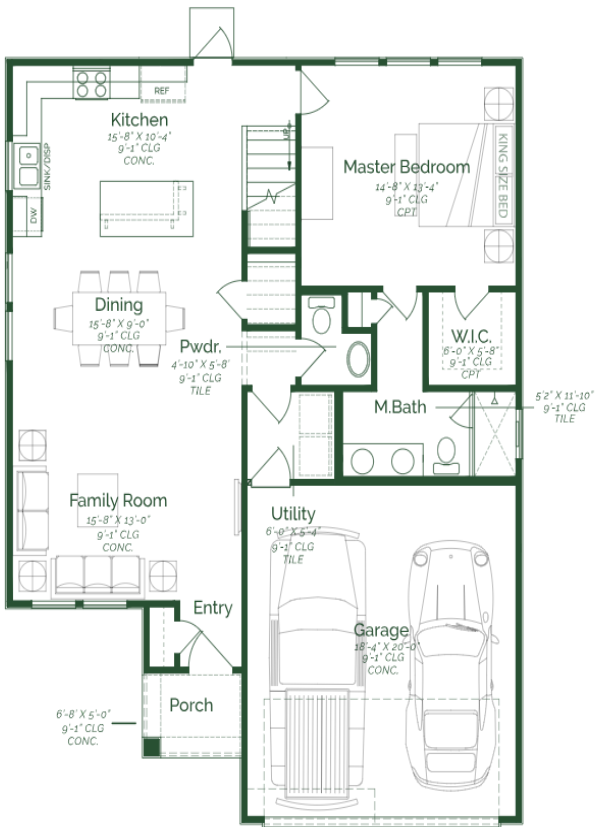 REF
Kitchen
15'-8" X 10'-4"
9'-1" CLG
CONC.
UP
SINK/DISP
DW
Master Bedroom
14'-8" X 13'-4"
9'-1" CLG
CPT.
KING SIZE BED
Dining
15'-8" X 9'-0"
9'-1" CLG
CONC.
Pwdr.
4'-10" X 5'-8"
9'-1" CLG
TILE
W.I.C.
6'-0" X 5'-8"
9'-1" CLG
CPT
M.Bath
5'2" X 11'-10"
9'-1" CLG
TILE
Family Room
15'-8" X 13'-0"
9'-1" CLG
CONC.
Utility
6'-0" X 5'-4"
9'-1" CLG
TILE
Entry
Garage
18'-4" X 20'-0"
9'-1" CLG
CONC.
Porch
6'-8' X 5'-0"
9'-1" CLG
CONC.